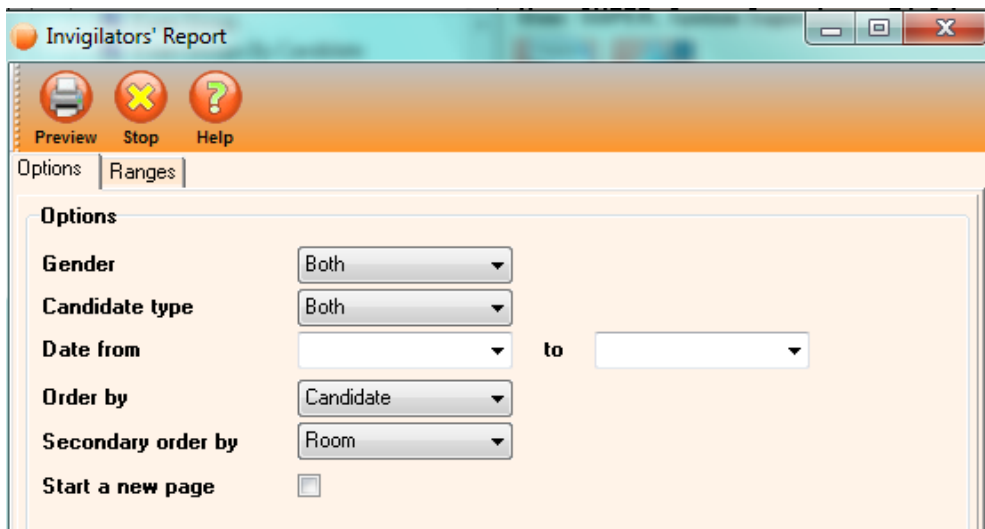 Invigilators' Report
Preview Stop Help
Options Ranges
Options
Gender Both
Candidate type Both
Date from to
Order by Candidate
Secondary order by Room
Start a new page